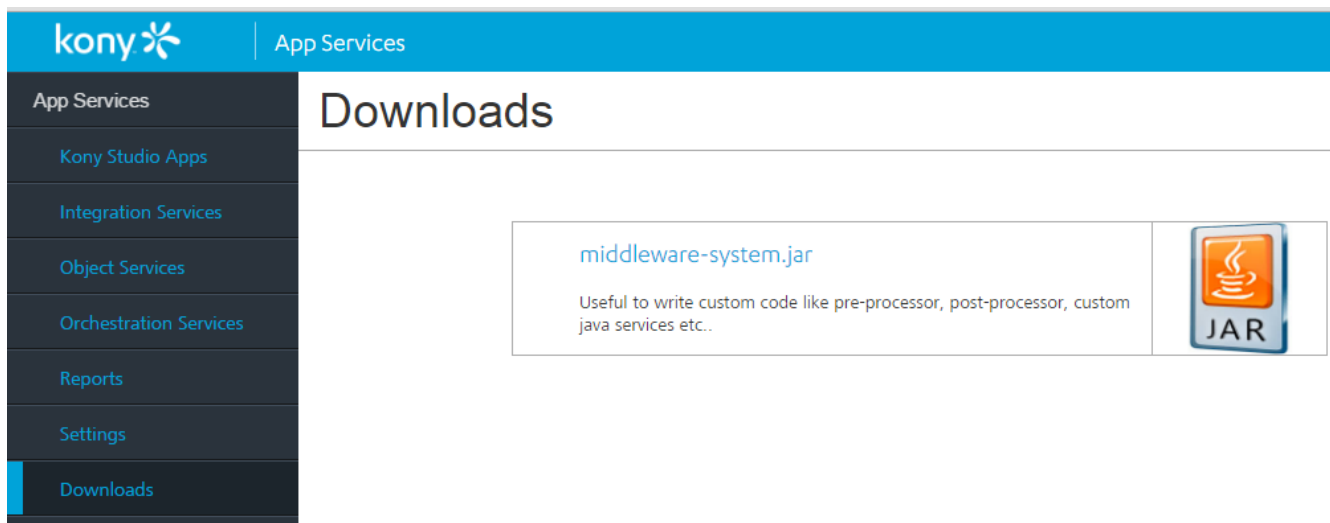 kony
App Services
App Services
Kony Studio Apps
Integration Services
Object Services
Orchestration Services
Reports
Settings
Downloads
Downloads
middleware-system.jar
Useful to write custom code like pre-processor, post-processor, custom
java services etc..
JAR